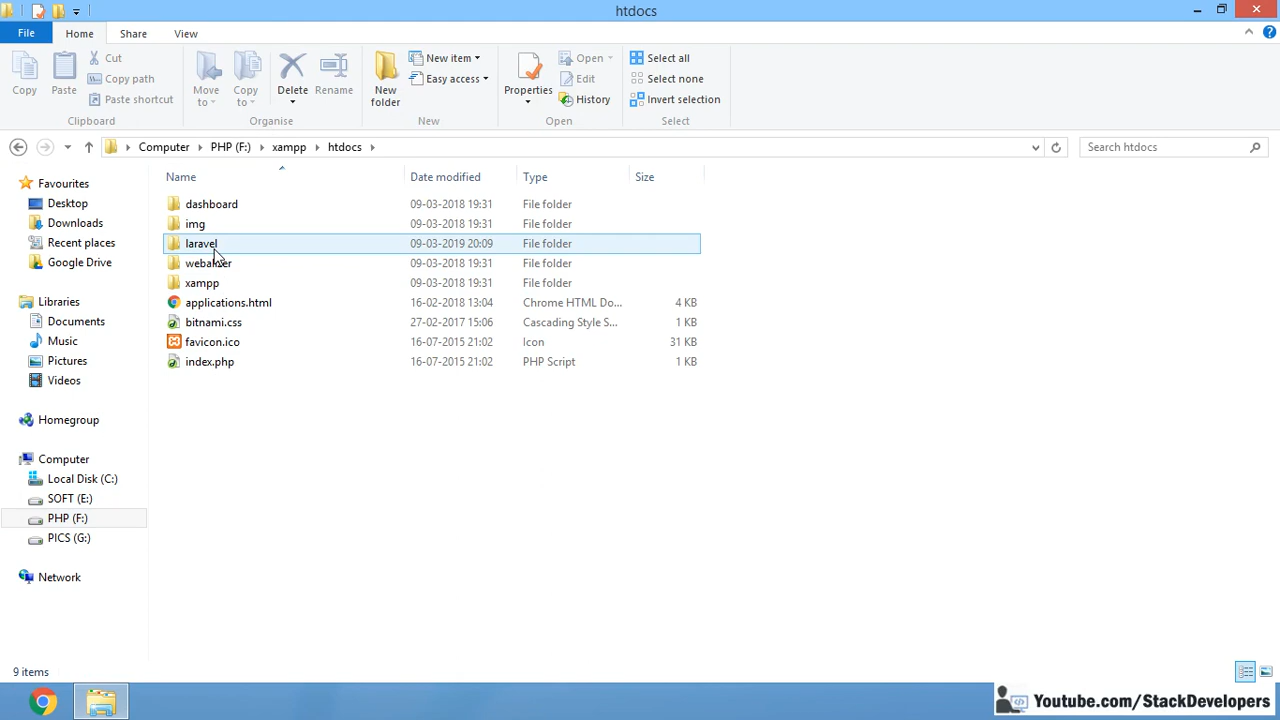 htdocs
File
Home
Share
View
Copy
Paste
Cut
Copy path
Paste shortcut
Clipboard
Move to
Copy to
Delete
Rename
Organise
New folder
New item
Easy access
New
Properties
Open
Edit
History
Open
Select all
Select none
Invert selection
Select
Computer PHP (F:) xampp htdocs
Search htdocs
Favourites
Desktop
Downloads
Recent places
Google Drive
Libraries
Documents
Music
Pictures
Videos
Homegroup
Computer
Local Disk (C:)
SOFT (E:)
PHP (F:)
PICS (G:)
Network
Name Date modified Type Size
dashboard 09-03-2018 19:31 File folder
img 09-03-2018 19:31 File folder
laravel 09-03-2019 20:09 File folder
09-03-2018 19:31 File folder
xampp 09-03-2018 19:31 File folder
applications.html 16-02-2018 13:04 Chrome HTML Do... 4 KB
bitnami.css 27-02-2017 15:06 Cascading Style S... 1 KB
favicon.ico 16-07-2015 21:02 Icon 31 KB
index.php 16-07-2015 21:02 PHP Script 1 KB
9 items
Youtube.com/StackDevelopers